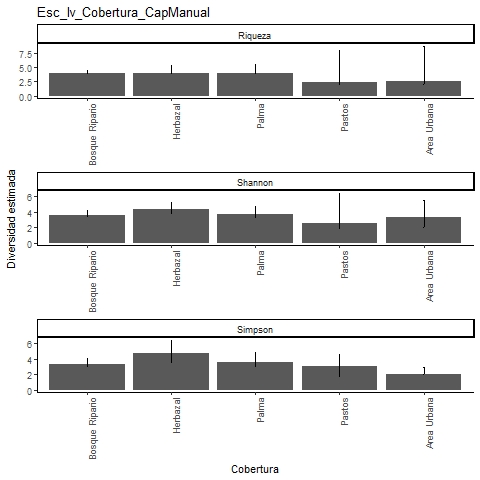 Esc_lv_Cobertura_CapManual
Riqueza
7.5
5.0
2.5
0.0
Bosque Ripario
Herbazal
Palma
Pastos
Area Urbana
Diversidad estimada
Shannon
6
4
2
0
Bosque Ripario
Herbazal
Palma
Pastos
Area Urbana
Simpson
6
4
2
0
Bosque Ripario
Herbazal
Palma
Pastos
Area Urbana
Cobertura